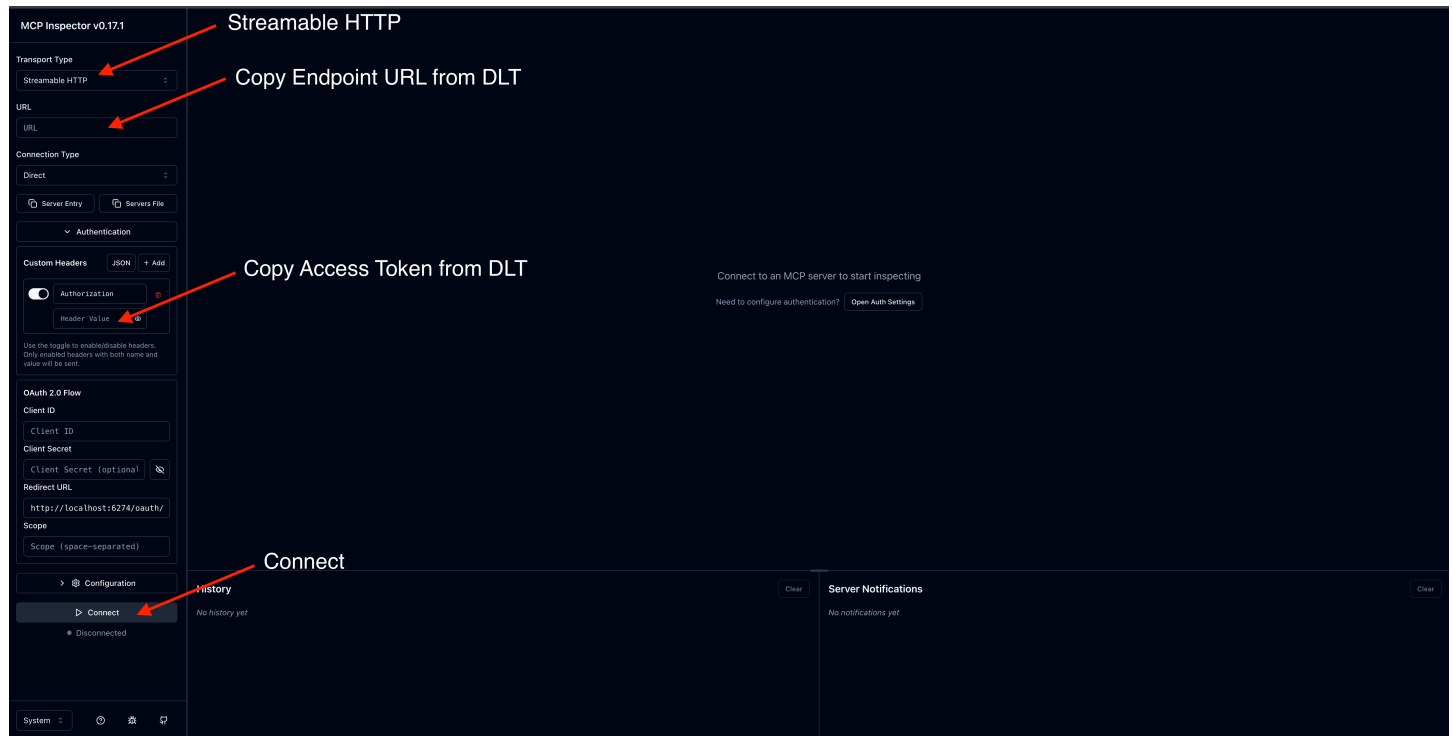 MCP Inspector v0.17.1
Streamable HTTP
Transport Type
Streamable HTTP
Copy Endpoint URL from DLT
URL
URL
Connection Type
Direct
Server Entry
Servers File
Authentication
Custom Headers
JSON
+ Add
Copy Access Token from DLT
Authorization
Header Value
Use the toggle to enable/disable headers.
Only enabled headers with both name and
value will be sent.
Connect to an MCP server to start inspecting
Need to configure authentication?
Open Auth Settings
OAuth 2.0 Flow
Client ID
Client ID
Client Secret
Client Secret (optional
Redirect URL
http://localhost:6274/oauth/
Scope
Scope (space-separated)
Connect
Configuration
Connect
Disconnected
System
History
Clear
No history yet
Server Notifications
Clear
No notifications yet